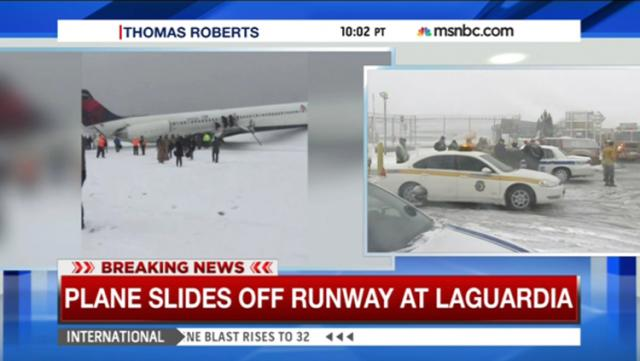 THOMAS ROBERTS
10:02 PT
msnbc.com
BREAKING NEWS
PLANE SLIDES OFF RUNWAY AT LAGUARDIA
INTERNATIONAL
NE BLAST RISES TO 32